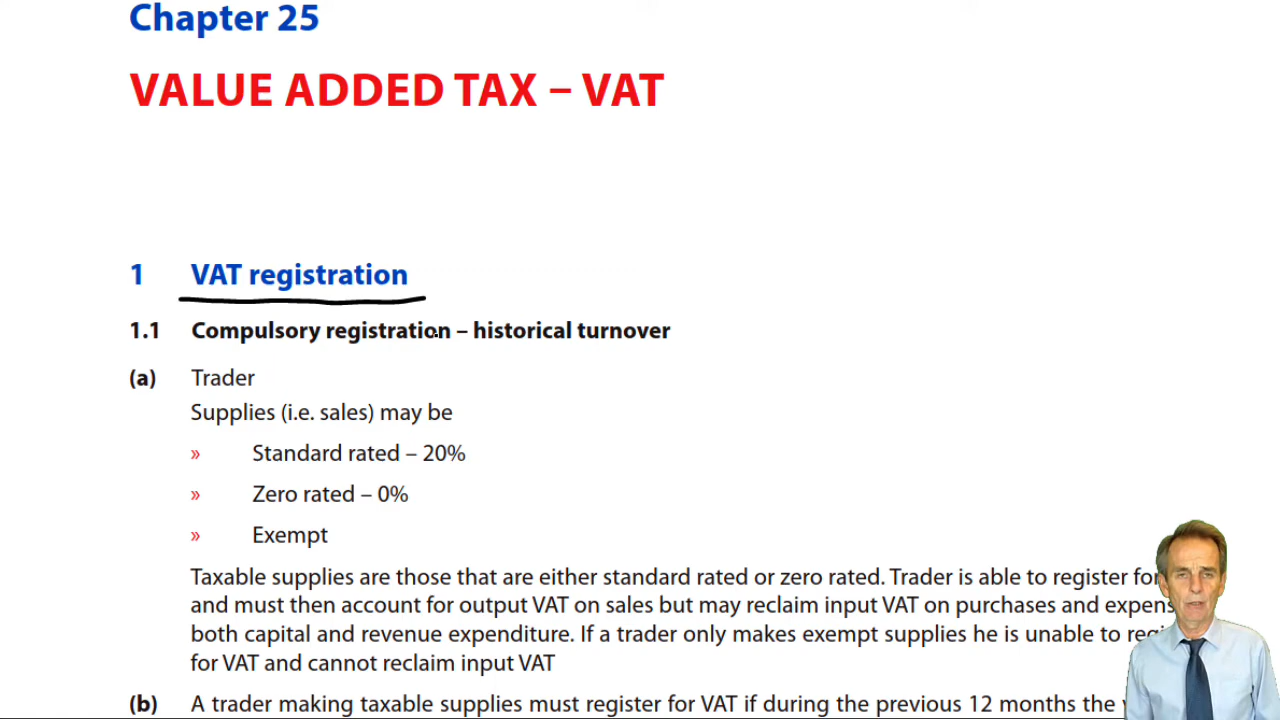 Chapter 25
VALUE ADDED TAX – VAT
1 VAT registration
1.1 Compulsory registration – historical turnover
(a) Trader
Supplies (i.e. sales) may be
» Standard rated – 20%
» Zero rated – 0%
» Exempt
Taxable supplies are those that are either standard rated or zero rated. Trader is able to register for
and must then account for output VAT on sales but may reclaim input VAT on purchases and
both capital and revenue expenditure. If a trader only makes exempt supplies he is unable to
for VAT and cannot reclaim input VAT
(b) A trader making taxable supplies must register for VAT if during the previous 12 months the